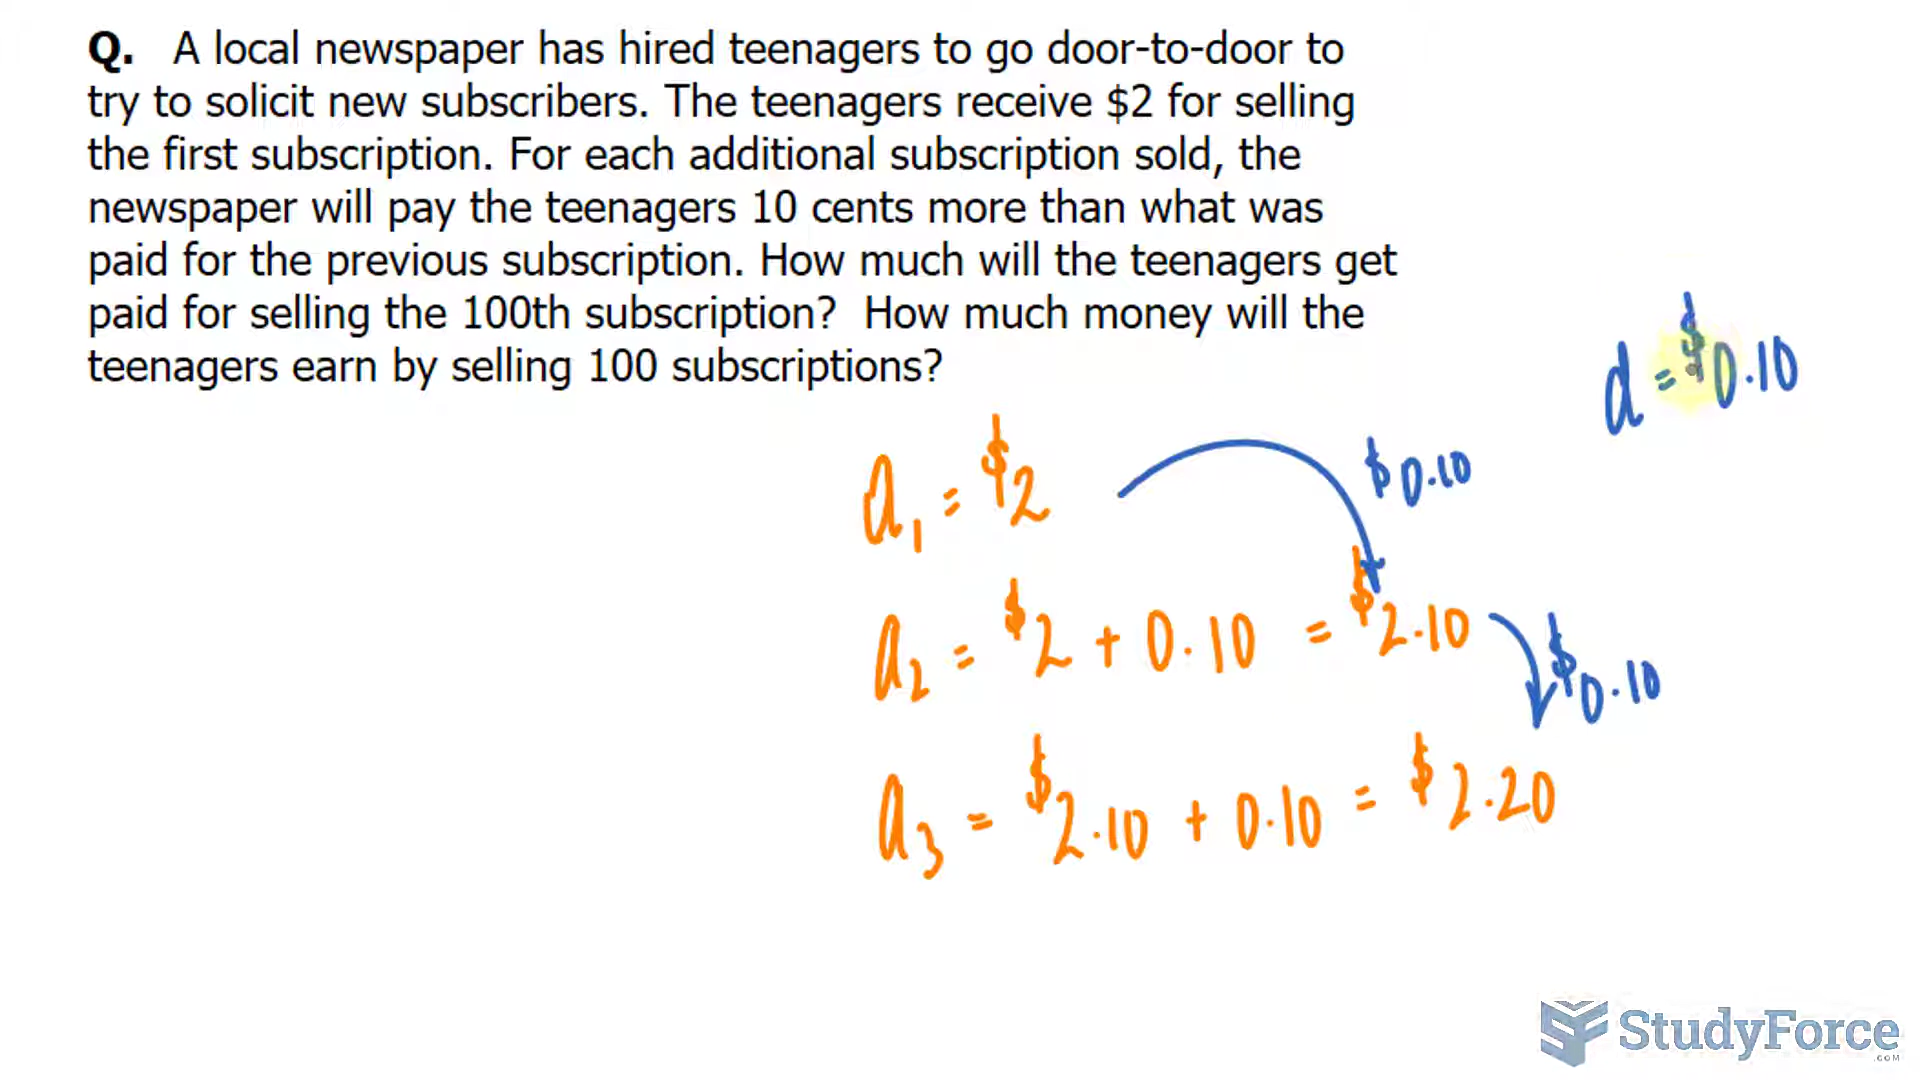 Q. A local newspaper has hired teenagers to go door-to-door to
try to solicit new subscribers. The teenagers receive $2 for selling
the first subscription. For each additional subscription sold, the
newspaper will pay the teenagers 10 cents more than what was
paid for the previous subscription. How much will the teenagers get
paid for selling the 100th subscription? How much money will the
teenagers earn by selling 100 subscriptions?
d = $0.10
a₁ = $2
$0.10
a₂ = $2 + 0.10 = $2.10
$0.10
a₃ = $2.10 + 0.10 = $2.20
StudyForce
.COM